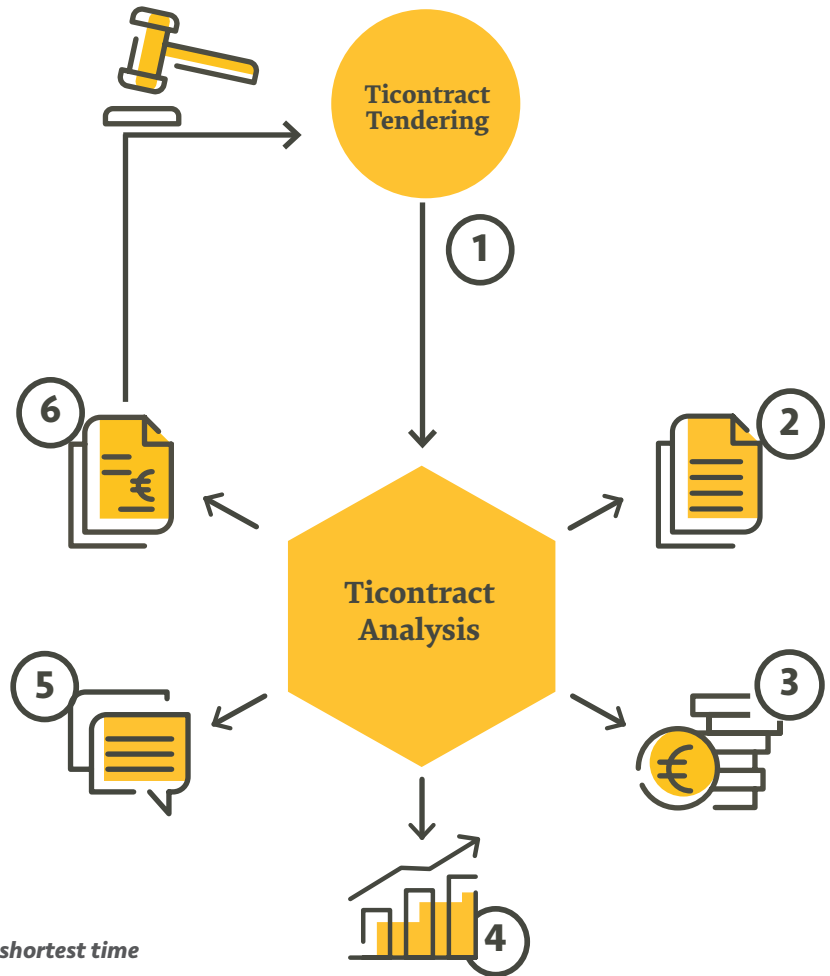 Ticontract
Tendering
1
6
2
Ticontract
Analysis
5
3
4
shortest time